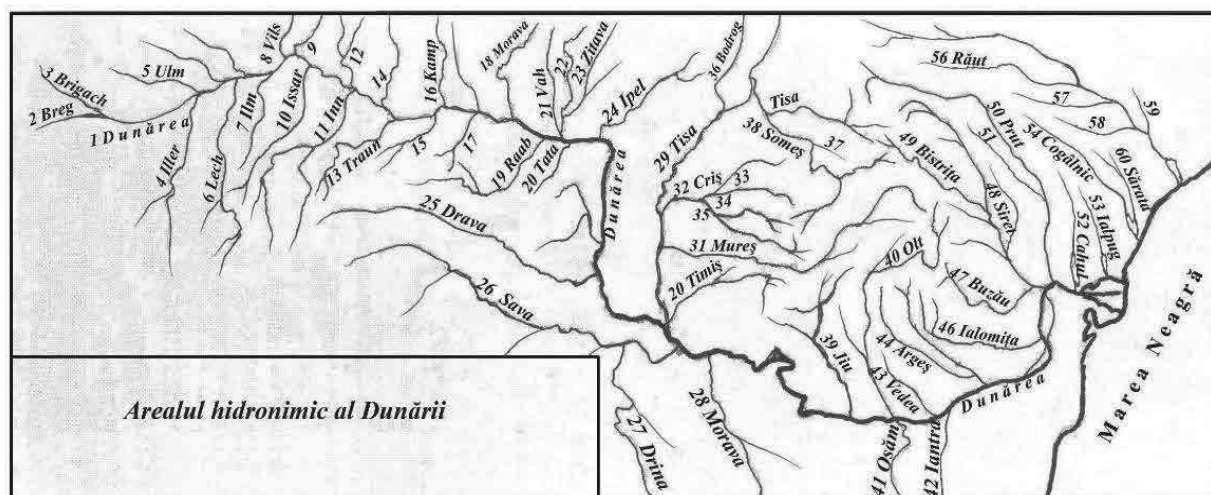 8 Vils
9
12
3 Brigach
5 Ulm
2 Breg
1 Dunărea
4 Iller
6 Lech
7 Ilm
10 Issar
11 Inn
14
13 Traun
15
16 Kamp
17
18 Morava
19 Raab
20 Tata
21 Vah
22
23 Zitava
24 Ipel
Dunărea
25 Drava
26 Sava
27 Drina
28 Morava
29 Tisa
36 Bodrog
Tisa
38 Someș
37
32 Criș
33
34
35
31 Mureș
20 Timiș
39 Jiu
40 Olt
41 Osăm
42 Iantra
43 Vedea
44 Argeș
46 Ialomița
47 Buzău
Dunărea
48 Siret
49 Bistrița
50 Prut
51
52 Cahul
53 Ialpug
54 Cogâlnic
56 Răut
57
58
59
60 Sărata
Marea Neagră
Arealul hidronimic al Dunării